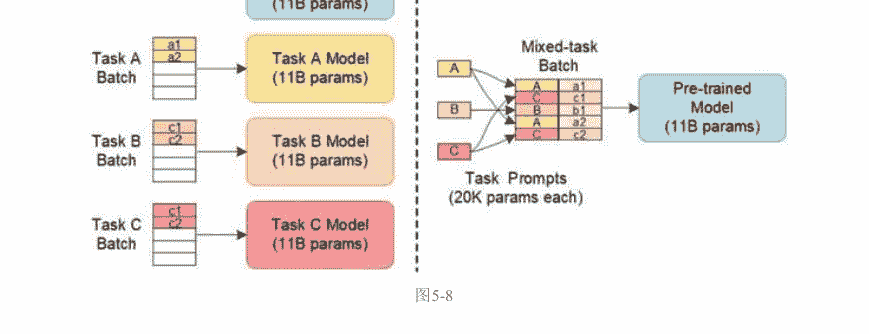 (11B params)
Task A
Batch
a1
a2
Task A Model
(11B params)
Task B
Batch
c1
c2
Task B Model
(11B params)
Task C
Batch
c1
c2
Task C Model
(11B params)
Mixed-task
Batch
A
B
C
A a1
C c1
B b1
A a2
C c2
Pre-trained
Model
(11B params)
Task Prompts
(20K params each)
图5-8